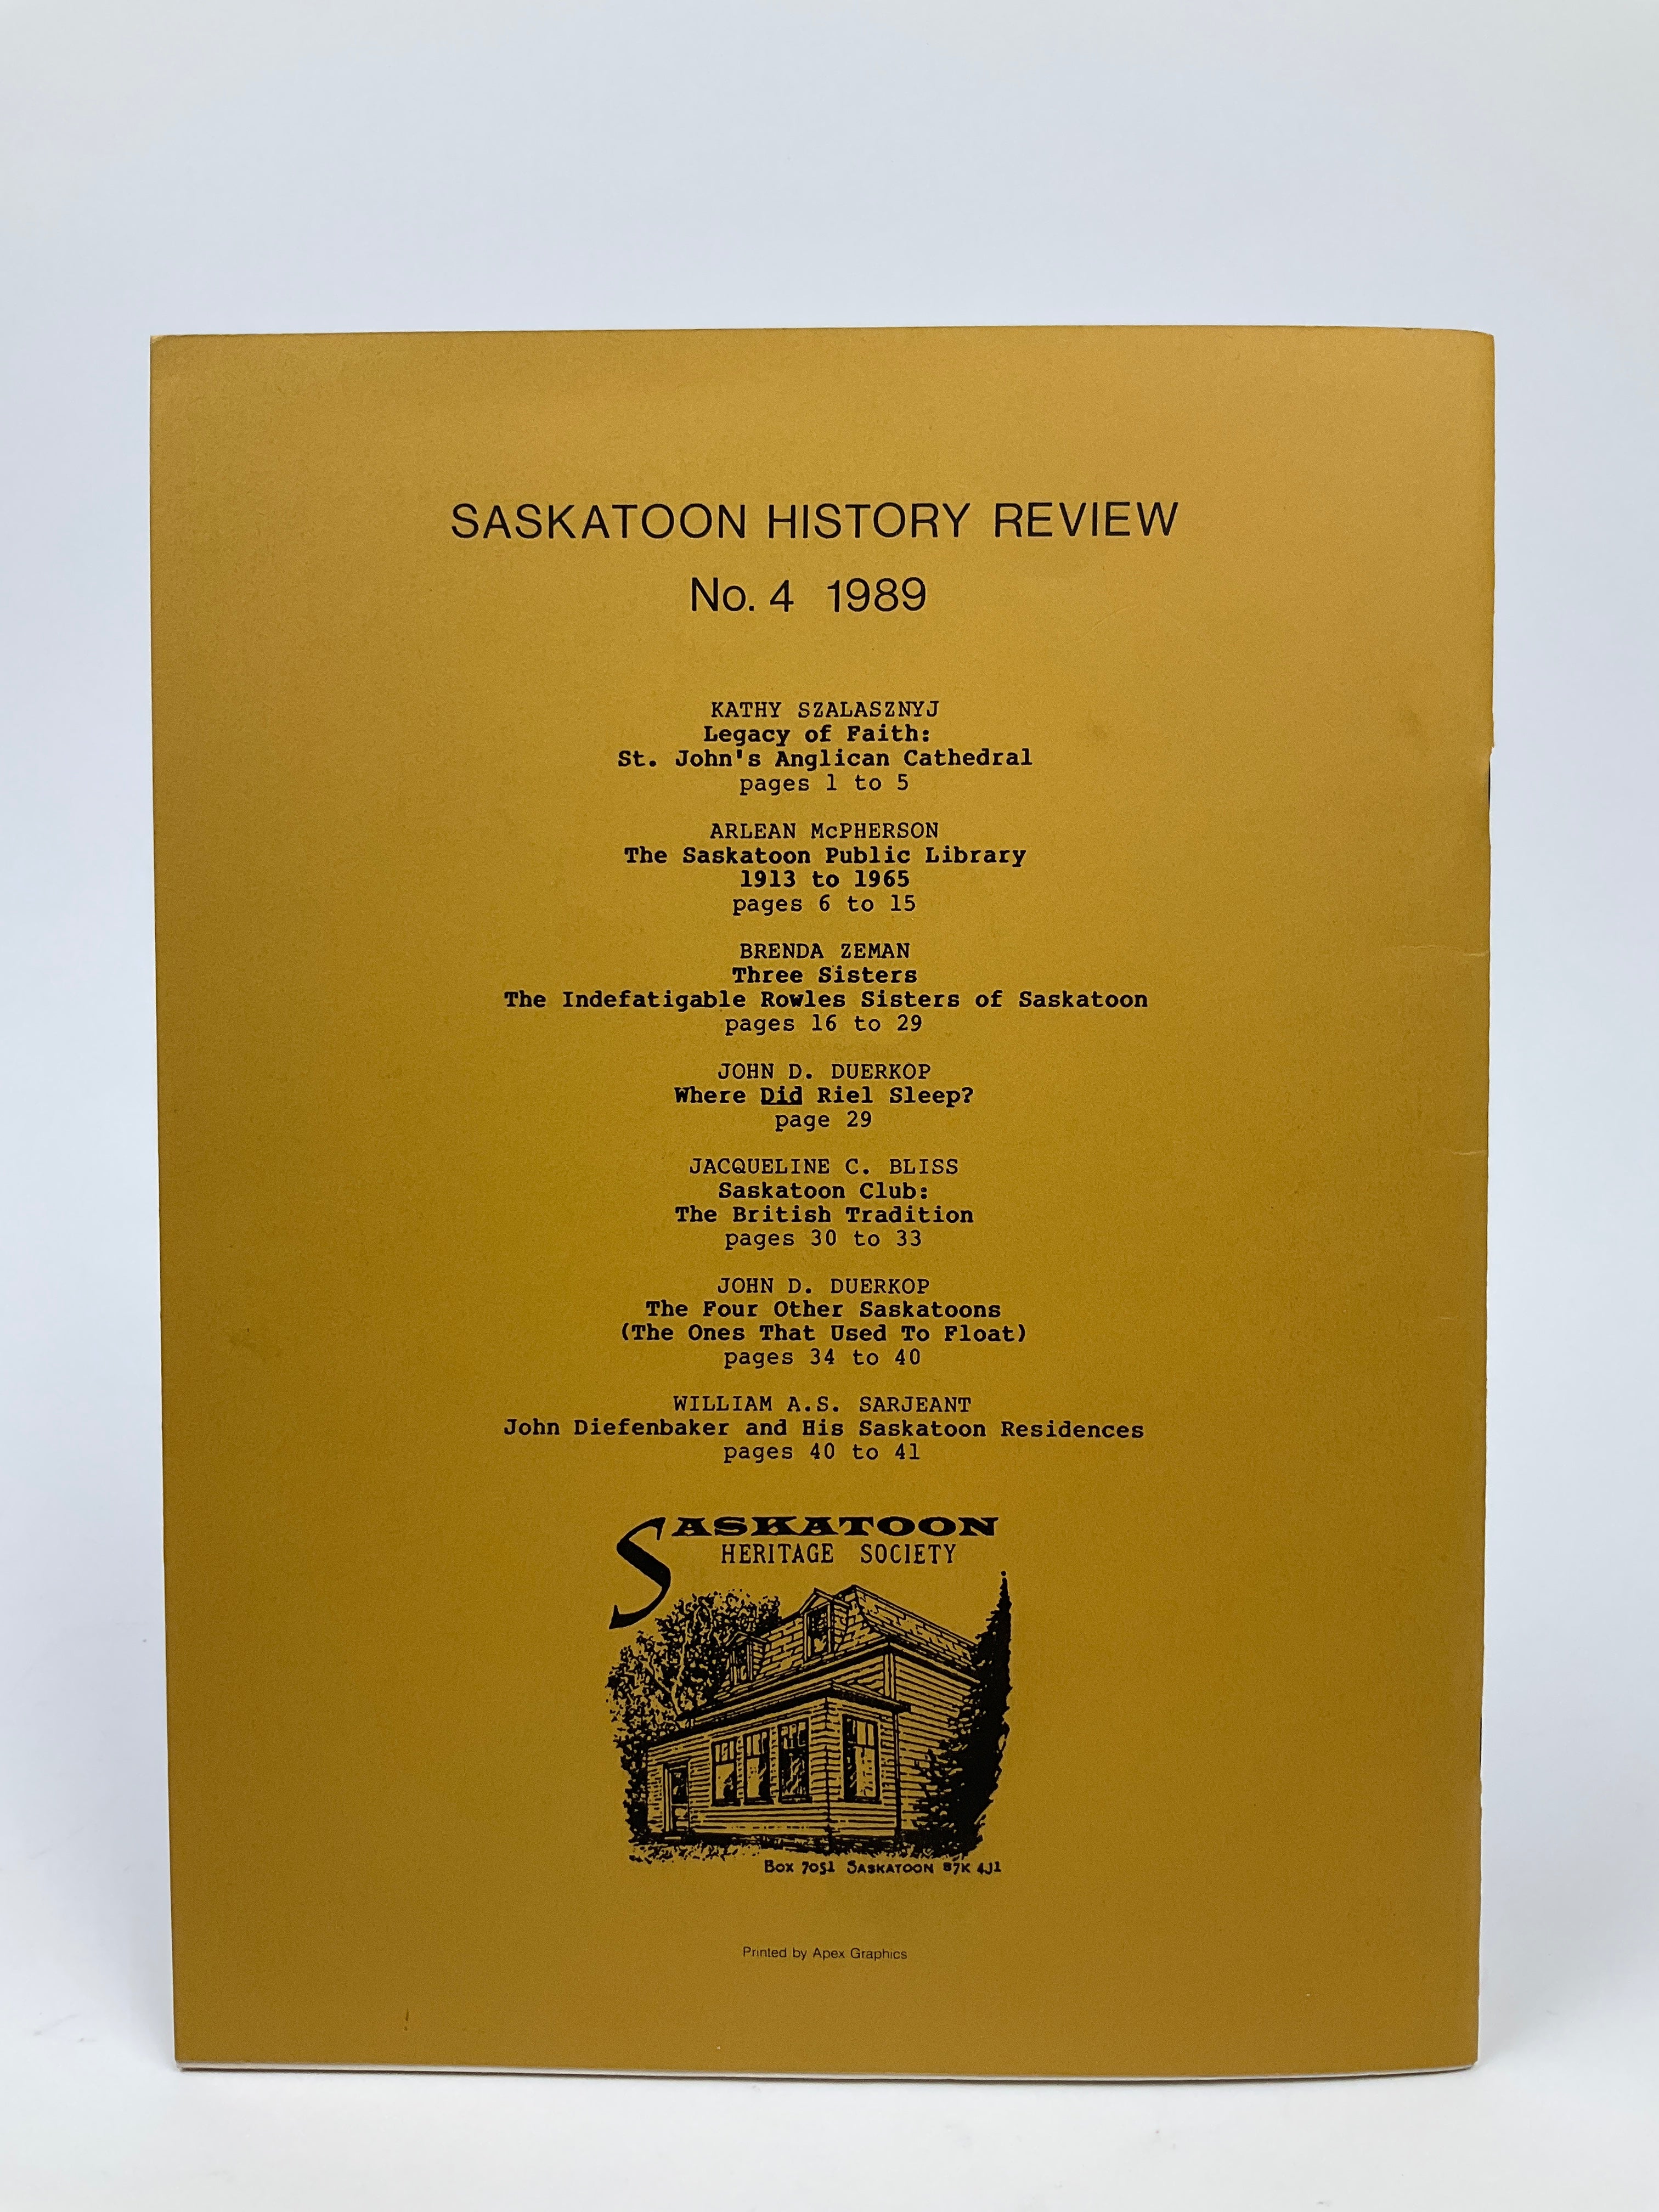 SASKATOON HISTORY REVIEW
No. 4 1989
KATHY SZALASZNYJ
Legacy of Faith:
St. John's Anglican Cathedral
pages 1 to 5
ARLEAN McPHERSON
The Saskatoon Public Library
1913 to 1965
pages 6 to 15
BRENDA ZEMAN
Three Sisters
The Indefatigable Rowles Sisters of Saskatoon
pages 16 to 29
JOHN D. DUERKOP
Where Did Riel Sleep?
page 29
JACQUELINE C. BLISS
Saskatoon Club:
The British Tradition
pages 30 to 33
JOHN D. DUERKOP
The Four Other Saskatoons
(The Ones That Used To Float)
pages 34 to 40
WILLIAM A.S. SARJEANT
John Diefenbaker and His Saskatoon Residences
pages 40 to 41
SASKATOON
HERITAGE SOCIETY
Box 7051 SASKATOON S7K 4J1
Printed by Apex Graphics